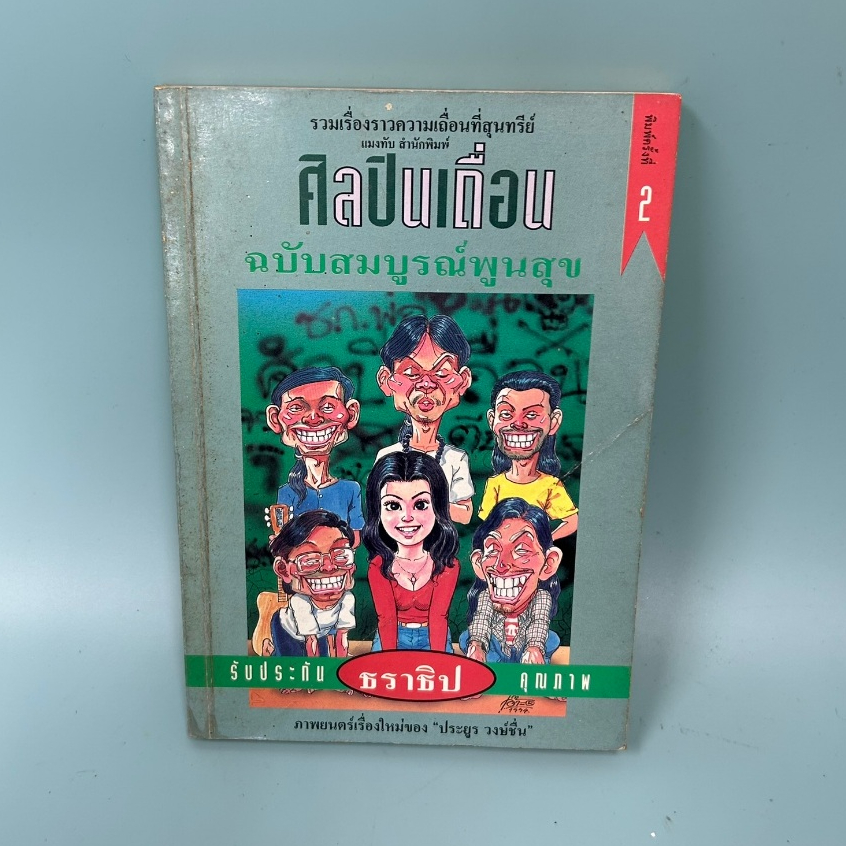 รวมเรื่องราวความเถื่อนที่สุนทรีย์
แมงทับ สำนักพิมพ์
พิมพ์ครั้งที่
2
ศิลปินเถื่อน
ฉบับสมบูรณ์พูนสุข
รับประกัน
ธราธิป
คุณภาพ
ภาพยนตร์เรื่องใหม่ของ "ประยูร วงษ์ชื่น"